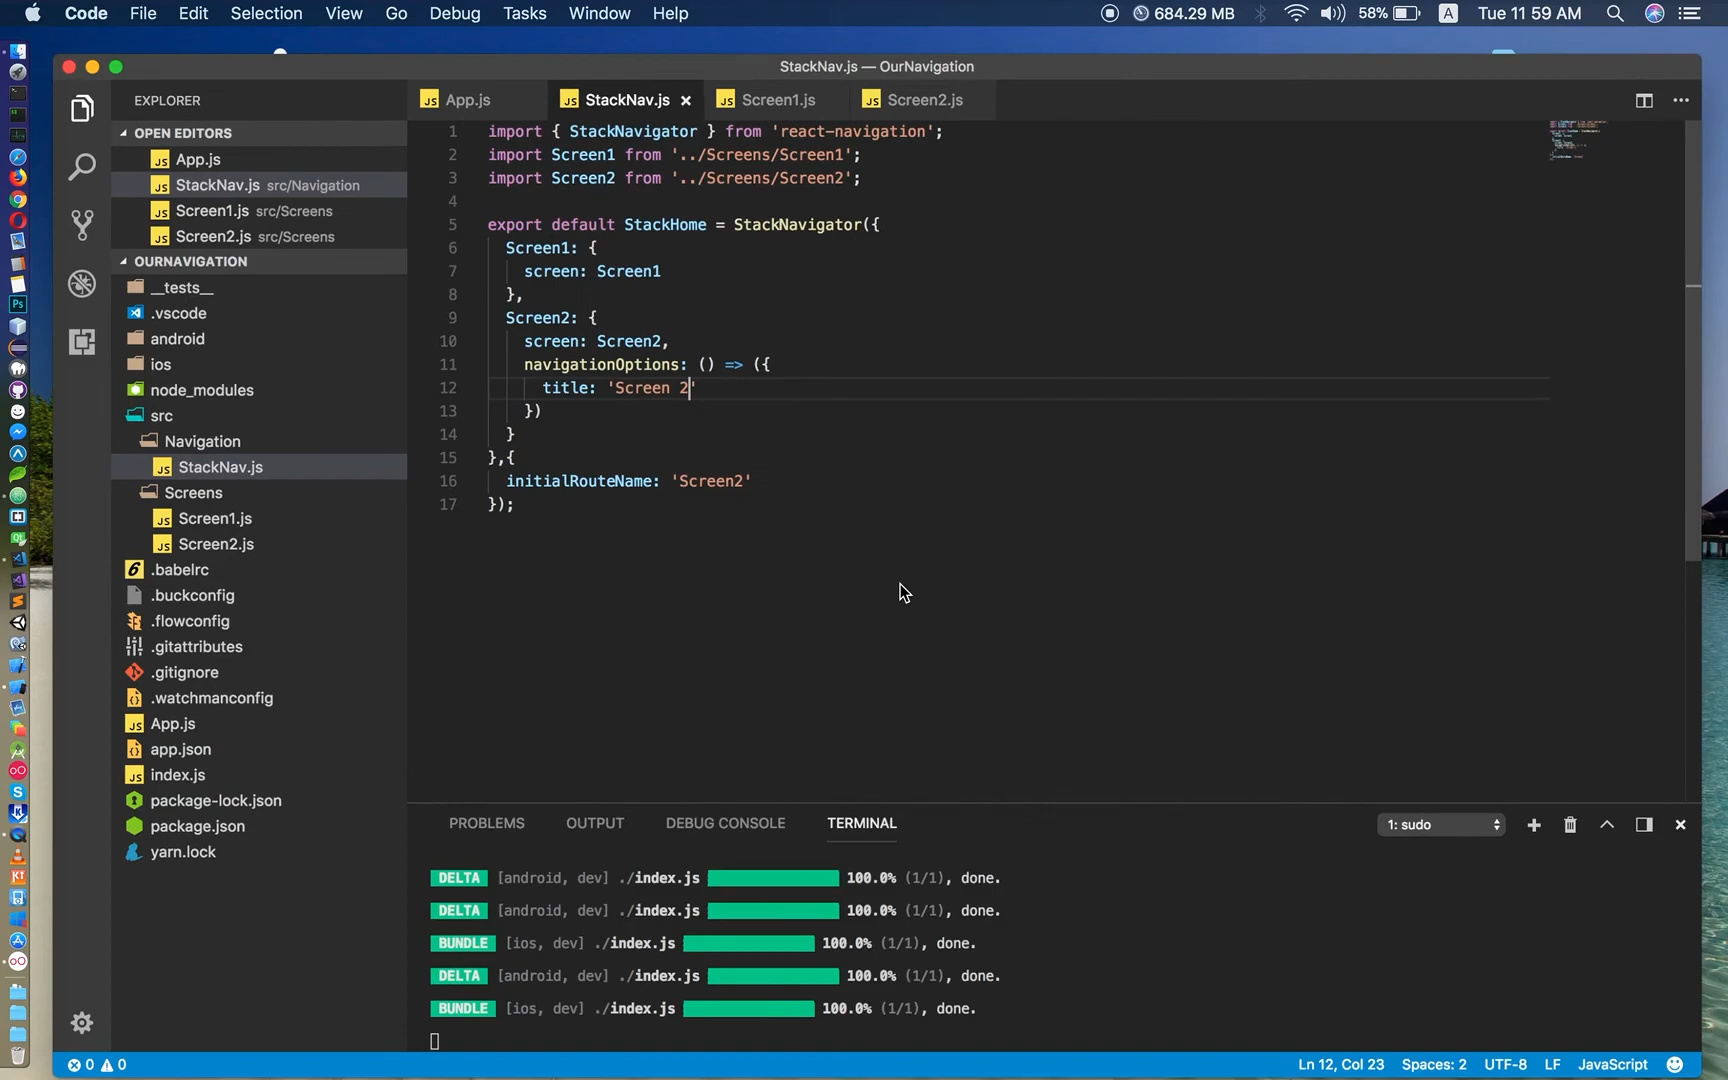 Code File Edit Selection View Go Debug Tasks Window Help 684.29 MB 58% A Tue 11 59 AM
StackNav.js — OurNavigation
EXPLORER
OPEN EDITORS
App.js
StackNav.js src/Navigation
Screen1.js src/Screens
Screen2.js src/Screens
OURNAVIGATION
__tests__
.vscode
android
ios
node_modules
src
Navigation
StackNav.js
Screens
Screen1.js
Screen2.js
.babelrc
.buckconfig
.flowconfig
.gitattributes
.gitignore
.watchmanconfig
App.js
app.json
index.js
package-lock.json
package.json
yarn.lock
JS App.js JS StackNav.js × JS Screen1.js JS Screen2.js
1 import { StackNavigator } from 'react-navigation';
2 import Screen1 from '../Screens/Screen1';
3 import Screen2 from '../Screens/Screen2';
4
5 export default StackHome = StackNavigator({
6 Screen1: {
7 screen: Screen1
8 },
9 Screen2: {
10 screen: Screen2,
11 navigationOptions: () => ({
12 title: 'Screen 2'
13 })
14 }
15 },{
16 initialRouteName: 'Screen2'
17 });
PROBLEMS OUTPUT DEBUG CONSOLE TERMINAL 1: sudo
DELTA [android, dev] ./index.js 100.0% (1/1), done.
DELTA [android, dev] ./index.js 100.0% (1/1), done.
BUNDLE [ios, dev] ./index.js 100.0% (1/1), done.
DELTA [android, dev] ./index.js 100.0% (1/1), done.
BUNDLE [ios, dev] ./index.js 100.0% (1/1), done.
0 0 Ln 12, Col 23 Spaces: 2 UTF-8 LF JavaScript